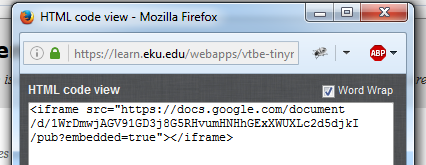 HTML code view - Mozilla Firefox
https://learn.eku.edu/webapps/vtbe-tinyr
ABP
HTML code view
Word Wrap
<iframe src="https://docs.google.com/document
/d/1WrDmwjAGV91GD3j8G5RHvumHNHhGExXWUXLc2d5djkI
/pub?embedded=true"></iframe>